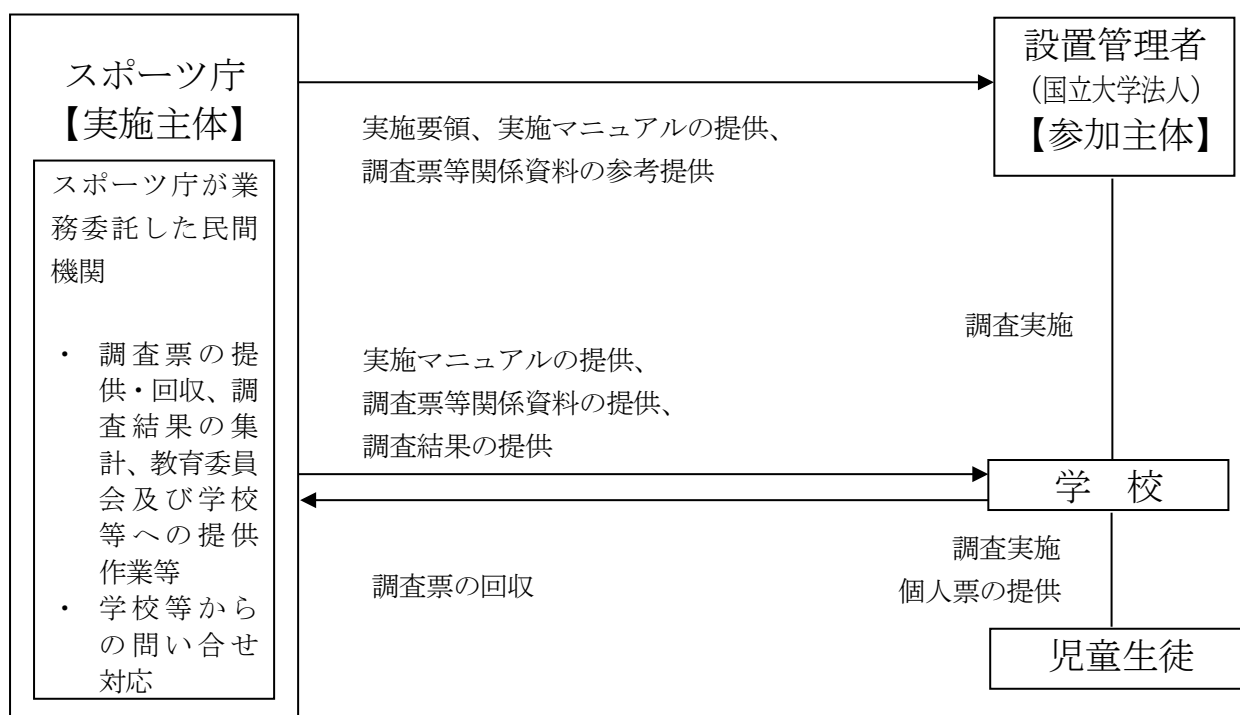 スポーツ庁
【実施主体】
スポーツ庁が業
務委託した民間
機関
・ 調査票の提
供・回収、調
査結果の集
計、教育委員
会及び学校
等への提供
作業等
・ 学校等から
の問い合せ
対応
実施要領、実施マニュアルの提供、
調査票等関係資料の参考提供
設置管理者
（国立大学法人）
【参加主体】
調査実施
実施マニュアルの提供、
調査票等関係資料の提供、
調査結果の提供
学 校
調査票の回収
調査実施
個人票の提供
児童生徒